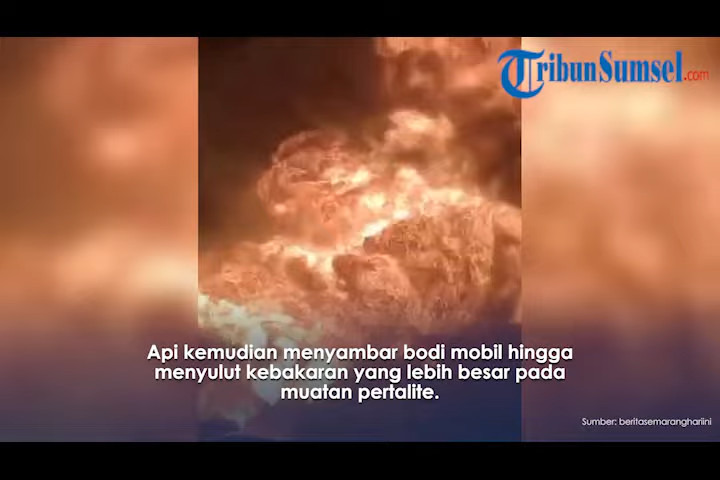 TribunSumsel.com
Api kemudian menyambar bodi mobil hingga
menyulut kebakaran yang lebih besar pada
muatan pertalite.
Sumber: beritasemaranghariini